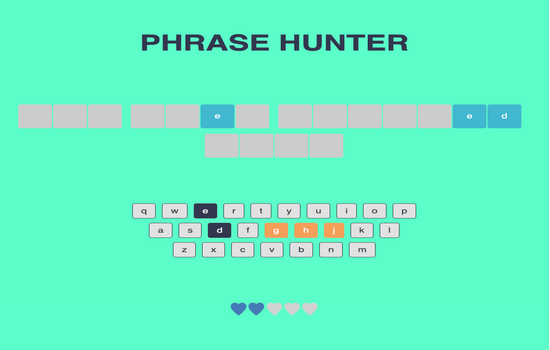 PHRASE HUNTER
e e d
q w e r t y u i o p
a s d f g h j k l
z x c v b n m